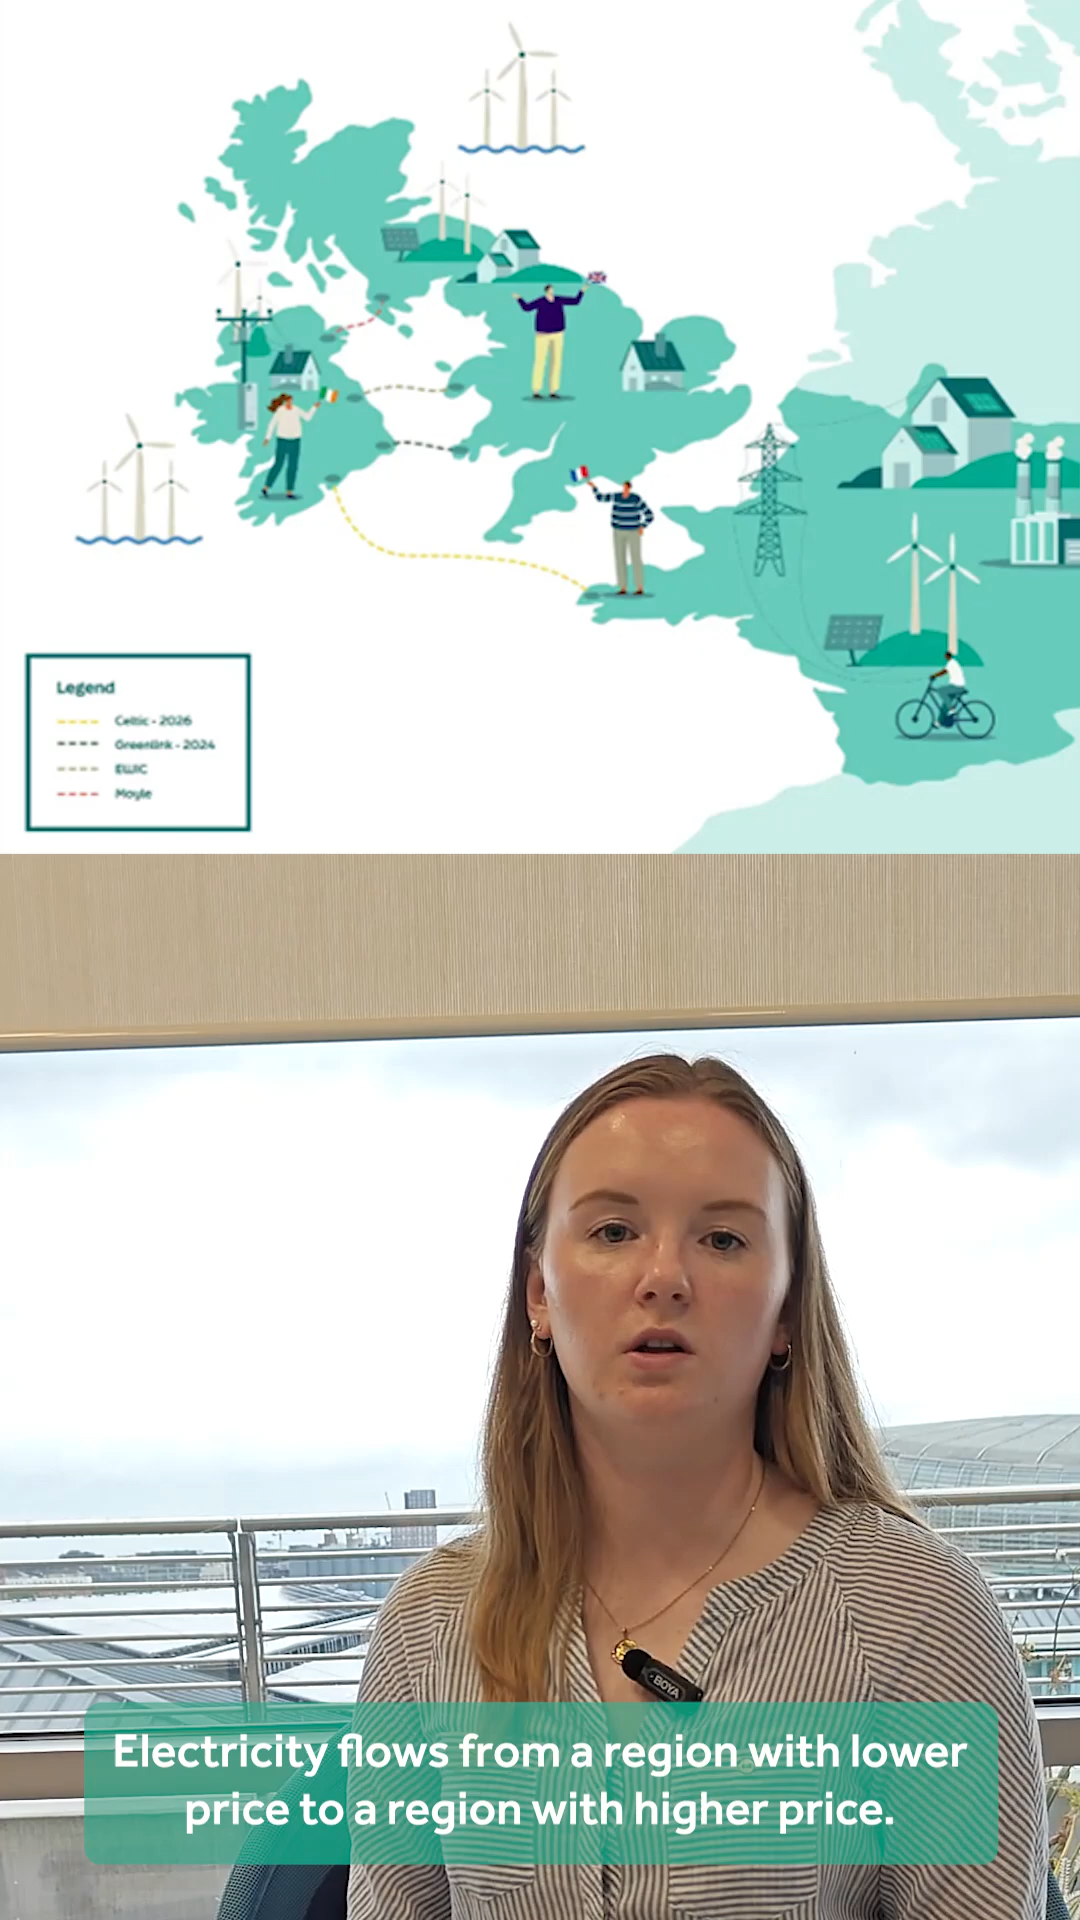 Legend
Celtic - 2026
Greenlink - 2024
EWIC
Moyle
BOYA
Electricity flows from a region with lower
price to a region with higher price.